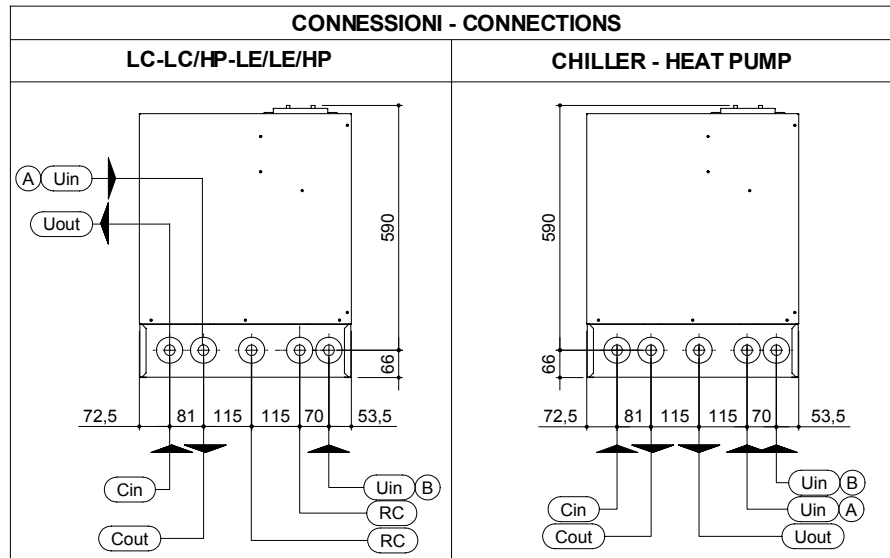 CONNESSIONI - CONNECTIONS
LC-LC/HP-LE/LE/HP
CHILLER - HEAT PUMP
A Uin
Uout
590
66
72,5 81 115 115 70 53,5
Cin
Uin B
RC
Cout
RC
590
66
72,5 81 115 115 70 53,5
Uin B
Cin
Uin A
Cout
Uout